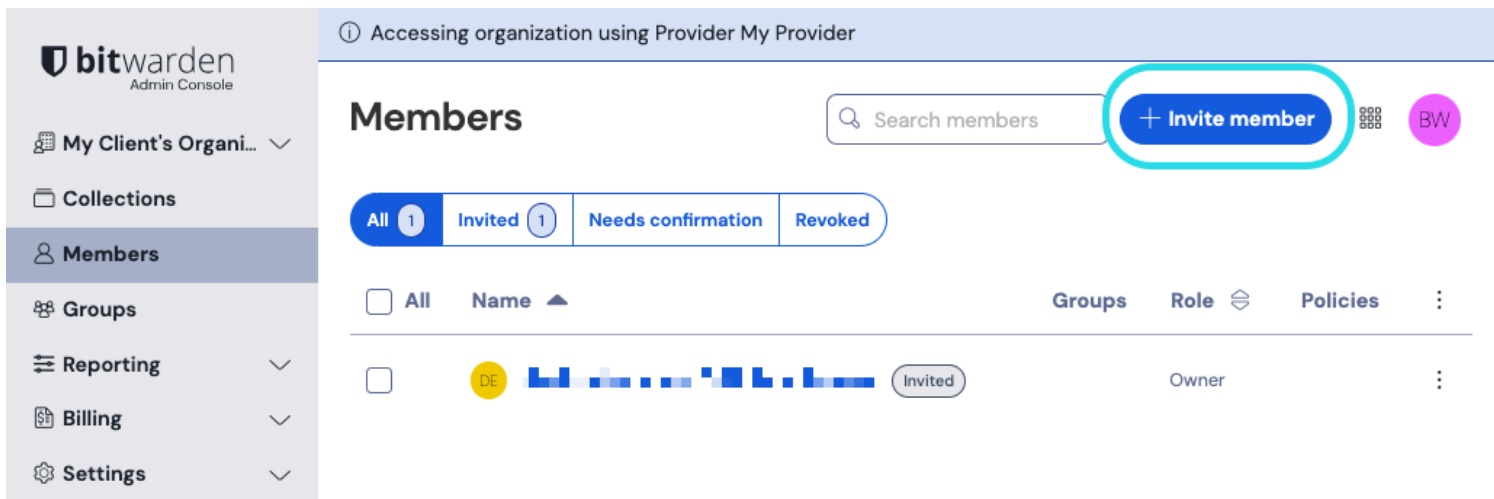 Accessing organization using Provider My Provider
bitwarden
Admin Console
My Client's Organi...
Collections
Members
Groups
Reporting
Billing
Settings
Members
Search members
+ Invite member
BW
All 1
Invited 1
Needs confirmation
Revoked
All Name Groups Role Policies
DE Invited Owner